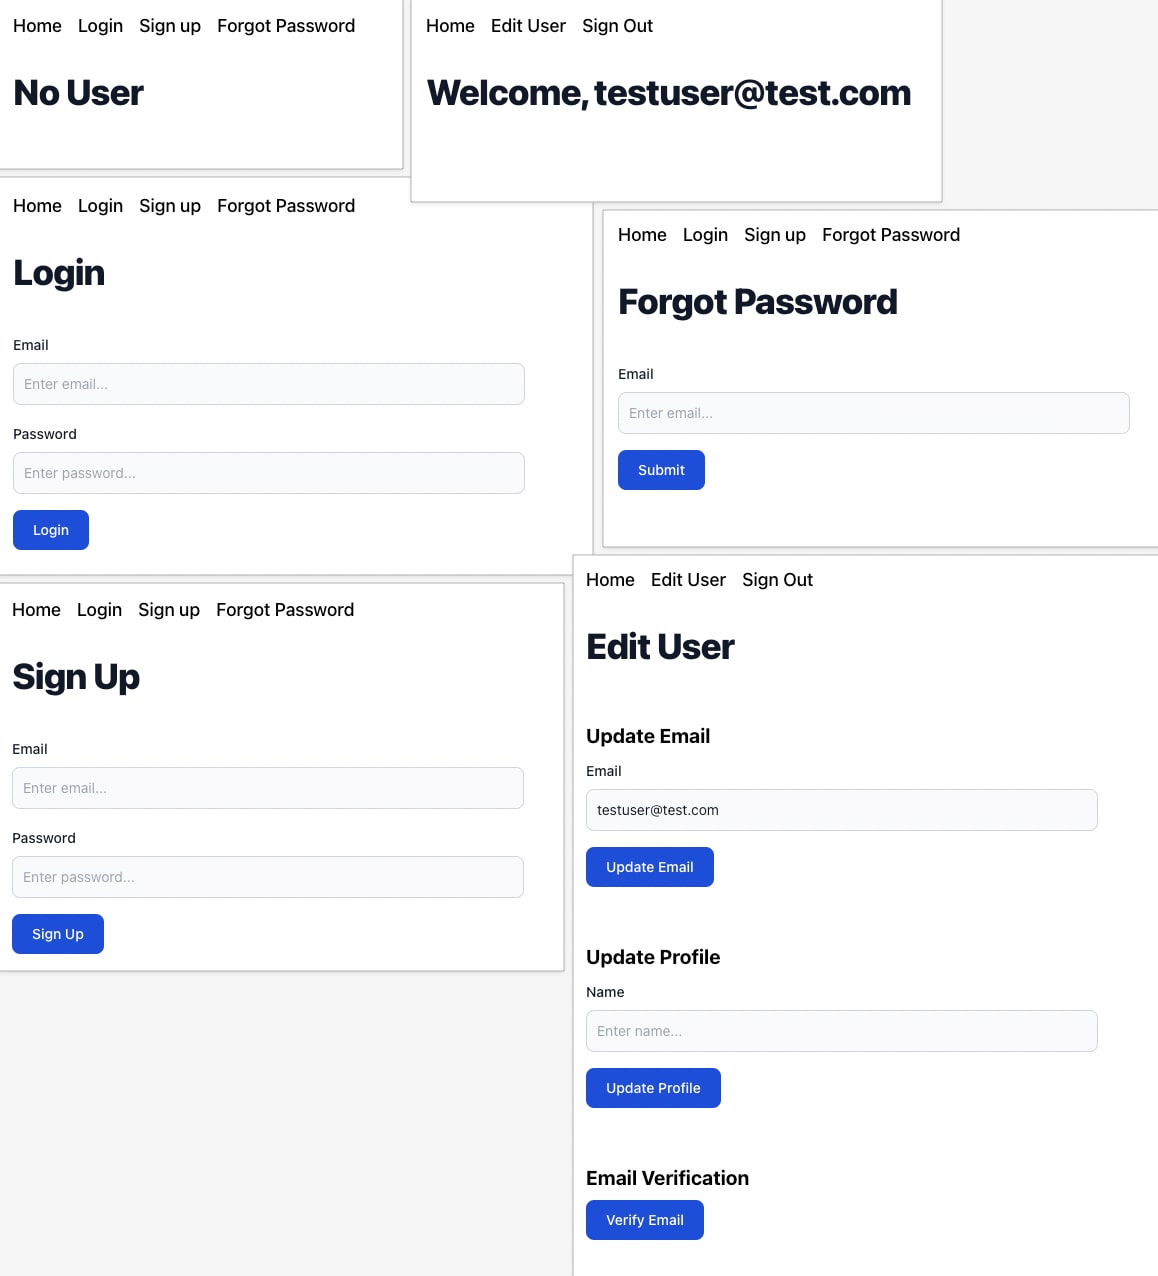 Home Login Sign up Forgot Password
No User
Home Edit User Sign Out
Welcome, testuser@test.com
Home Login Sign up Forgot Password
Login
Email
Enter email...
Password
Enter password...
Login
Home Login Sign up Forgot Password
Forgot Password
Email
Enter email...
Submit
Home Login Sign up Forgot Password
Sign Up
Email
Enter email...
Password
Enter password...
Sign Up
Home Edit User Sign Out
Edit User
Update Email
Email
testuser@test.com
Update Email
Update Profile
Name
Enter name...
Update Profile
Email Verification
Verify Email